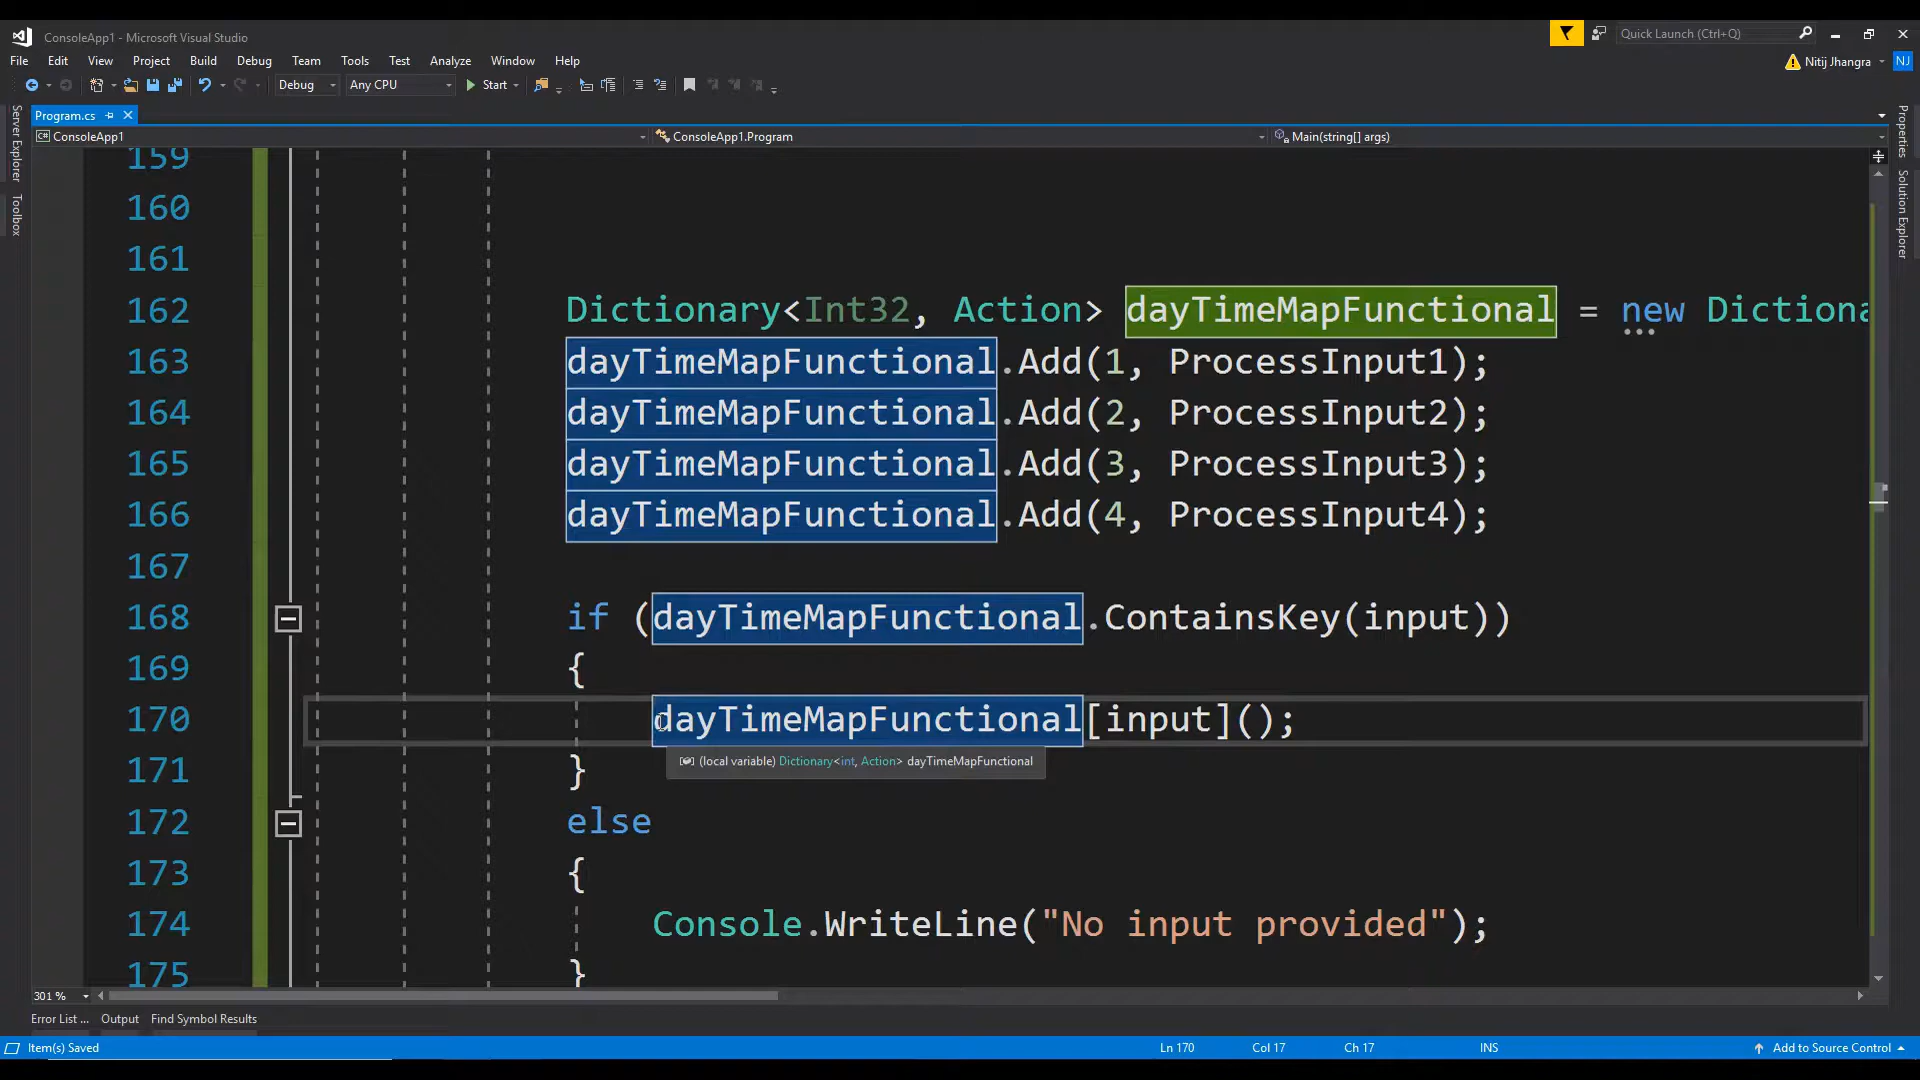 ConsoleApp1 - Microsoft Visual Studio
Quick Launch (Ctrl+Q)
File Edit View Project Build Debug Team Tools Test Analyze Window Help
Nitij Jhangra NJ
Debug Any CPU Start
Program.cs
ConsoleApp1 ConsoleApp1.Program Main(string[] args)
Server Explorer
Toolbox
Properties
Solution Explorer
159
160
161
162 Dictionary<Int32, Action> dayTimeMapFunctional = new Dictiona
163 dayTimeMapFunctional.Add(1, ProcessInput1);
164 dayTimeMapFunctional.Add(2, ProcessInput2);
165 dayTimeMapFunctional.Add(3, ProcessInput3);
166 dayTimeMapFunctional.Add(4, ProcessInput4);
167
168 if (dayTimeMapFunctional.ContainsKey(input))
169 {
170 dayTimeMapFunctional[input]();
(local variable) Dictionary<int, Action> dayTimeMapFunctional
171 }
172 else
173 {
174 Console.WriteLine("No input provided");
175 }
301 %
Error List ... Output Find Symbol Results
Item(s) Saved Ln 170 Col 17 Ch 17 INS Add to Source Control